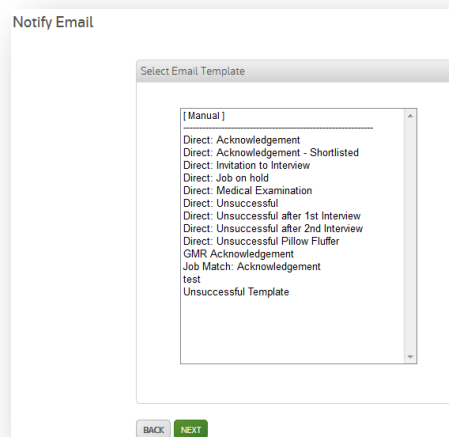 Notify Email
Select Email Template
[ Manual ]
------------------------------------------------------------
Direct: Acknowledgement
Direct: Acknowledgement - Shortlisted
Direct: Invitation to Interview
Direct: Job on hold
Direct: Medical Examination
Direct: Unsuccessful
Direct: Unsuccessful after 1st Interview
Direct: Unsuccessful after 2nd Interview
Direct: Unsuccessful Pillow Fluffer
GMR Acknowledgement
Job Match: Acknowledgement
test
Unsuccessful Template
BACK NEXT